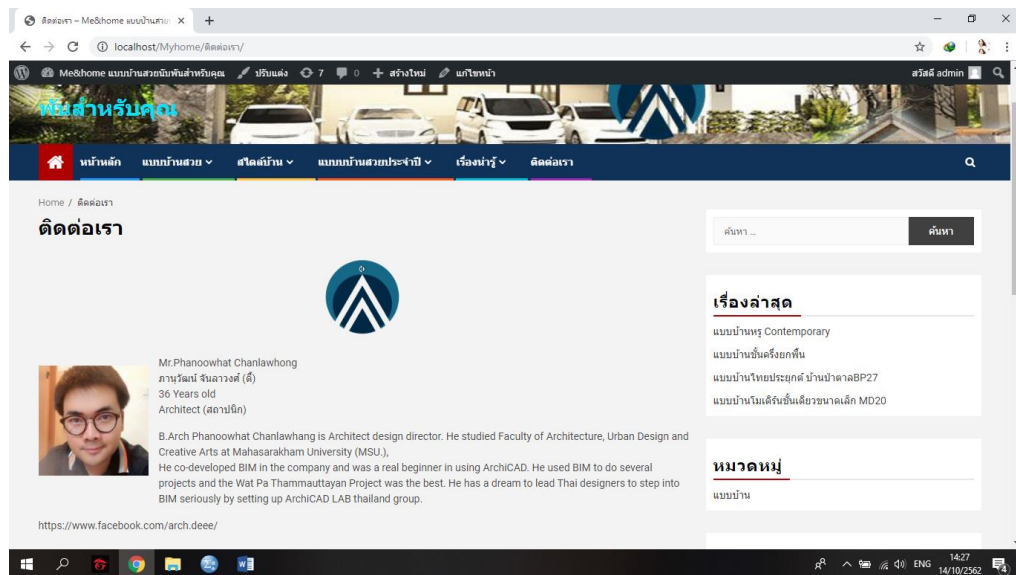 ติดต่อเรา – Me&home แบบบ้านสวย
localhost/Myhome/ติดต่อเรา/
Me&home แบบบ้านสวยนับพันสำหรับคุณ ปรับแต่ง 7 0 สร้างใหม่ แก้ไขหน้า สวัสดี admin
พันสำหรับคุณ
หน้าหลัก แบบบ้านสวย สไตล์บ้าน แบบบ้านสวยประจำปี เรื่องน่ารู้ ติดต่อเรา
Home / ติดต่อเรา
ติดต่อเรา
Mr.Phanoowhat Chanlawhong
ภานุวัฒน์ จันลาวงศ์ (ดี้)
36 Years old
Architect (สถาปนิก)
B.Arch Phanoowhat Chanlawhang is Architect design director. He studied Faculty of Architecture, Urban Design and
Creative Arts at Mahasarakham University (MSU.),
He co-developed BIM in the company and was a real beginner in using ArchiCAD. He used BIM to do several
projects and the Wat Pa Thammauttayan Project was the best. He has a dream to lead Thai designers to step into
BIM seriously by setting up ArchiCAD LAB thailand group.
https://www.facebook.com/arch.deee/
ค้นหา ... ค้นหา
เรื่องล่าสุด
แบบบ้านหรู Contemporary
แบบบ้านชั้นครึ่งยกพื้น
แบบบ้านไทยประยุกต์ บ้านป่าตาลBP27
แบบบ้านโมเดิร์นชั้นเดียวขนาดเล็ก MD20
หมวดหมู่
แบบบ้าน
ENG 14:27
14/10/2562
4